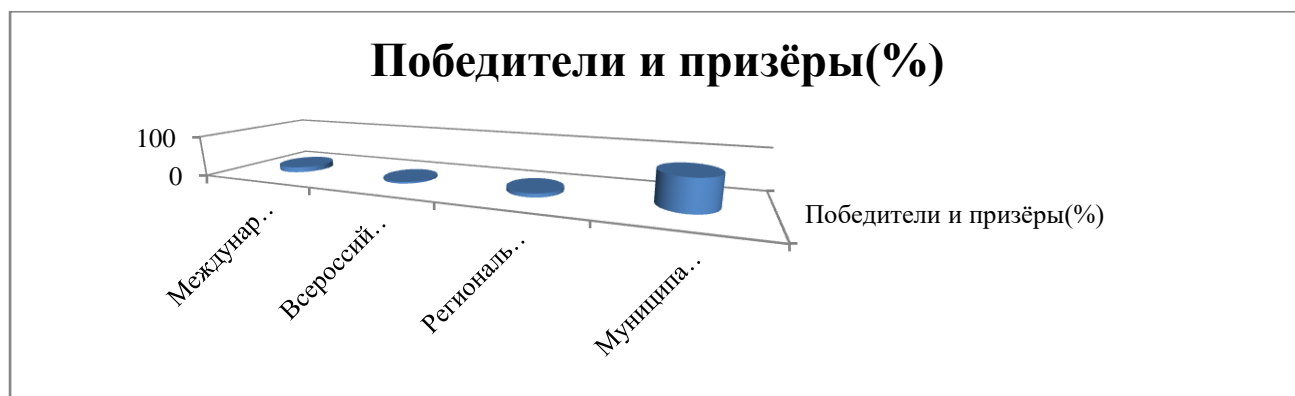 Победители и призёры(%)
100
0
Междунар..
Всероссий..
Региональ..
Муниципа..
Победители и призёры(%)